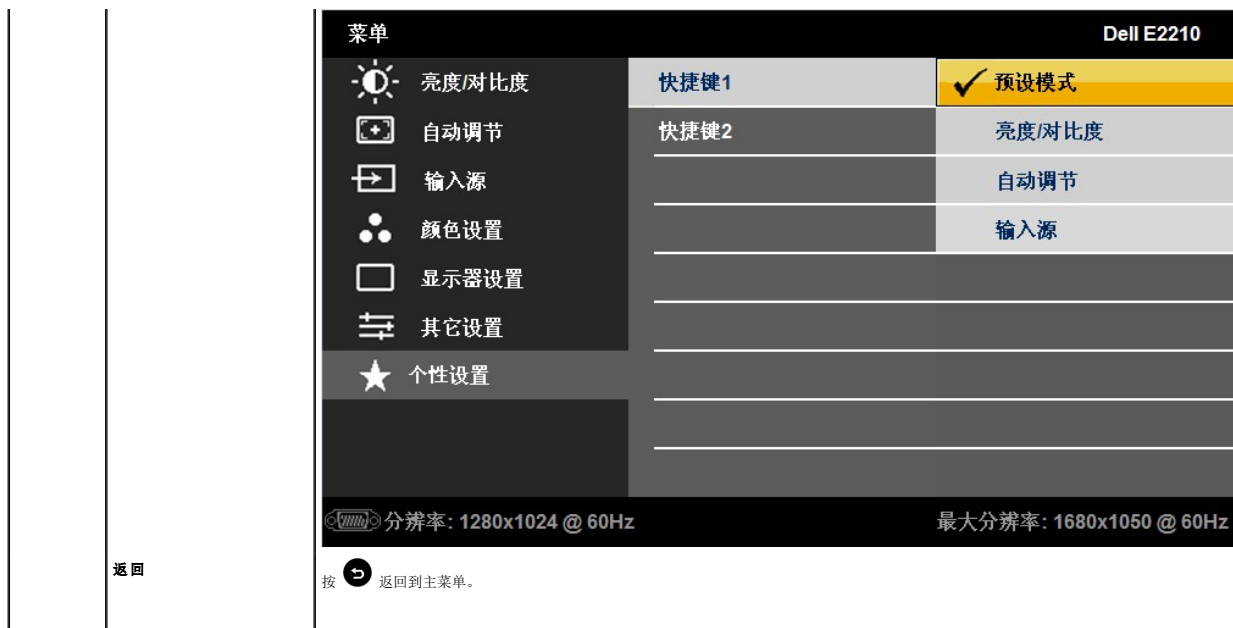 菜单 Dell E2210
亮度/对比度 快捷键1 预设模式
自动调节 快捷键2 亮度/对比度
输入源 自动调节
颜色设置 输入源
显示器设置
其它设置
个性设置
分辨率: 1280x1024 @ 60Hz 最大分辨率: 1680x1050 @ 60Hz
返回 按 返回到主菜单。